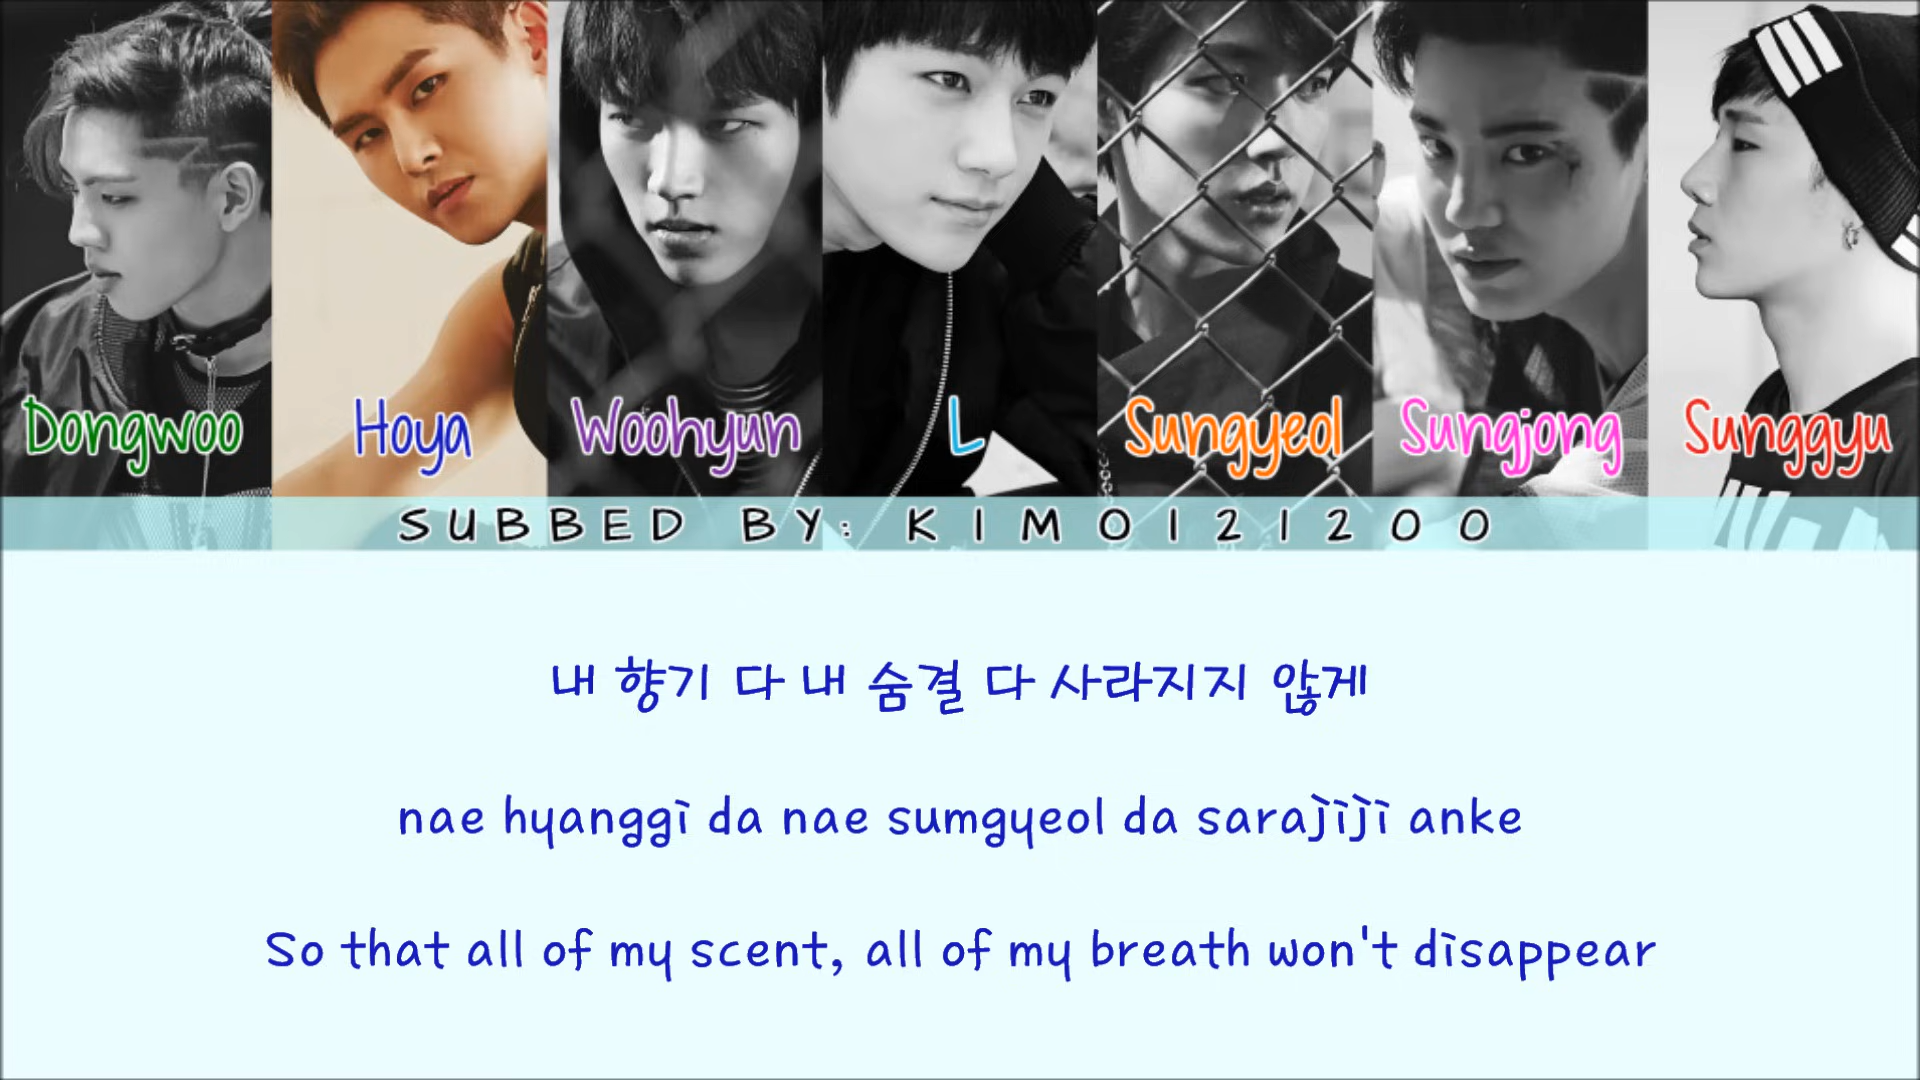 Dongwoo Hoya Woohyun L Sungyeol Sungjong Sunggyu
SUBBED BY: KIM0121200
내 향기 다 내 숨결 다 사라지지 않게
nae hyanggi da nae sumgyeol da sarajiji anke
So that all of my scent, all of my breath won't disappear